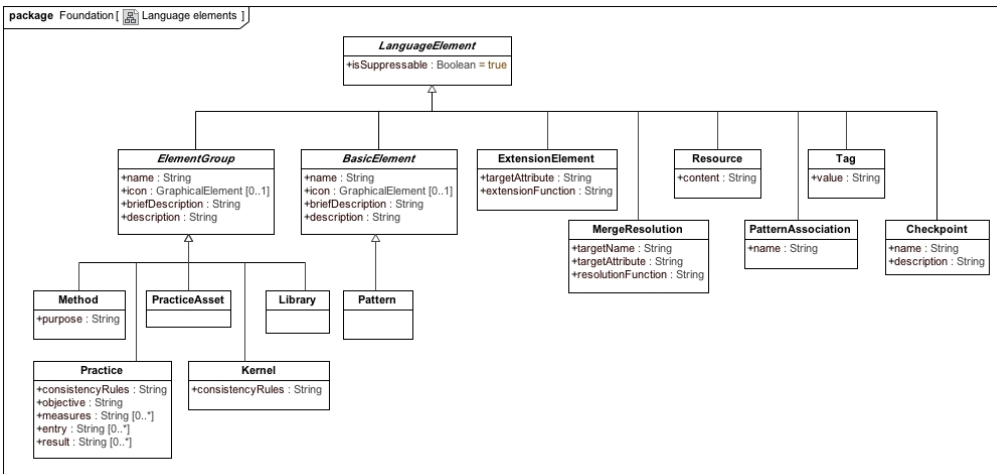 package Foundation [ Language elements ]
LanguageElement
+isSuppressable : Boolean = true
ElementGroup
+name : String
+icon : GraphicalElement [0..1]
+briefDescription : String
+description : String
BasicElement
+name : String
+icon : GraphicalElement [0..1]
+briefDescription : String
+description : String
ExtensionElement
+targetAttribute : String
+extensionFunction : String
Resource
+content : String
Tag
+value : String
MergeResolution
+targetName : String
+targetAttribute : String
+resolutionFunction : String
PatternAssociation
+name : String
Checkpoint
+name : String
+description : String
Method
+purpose : String
PracticeAsset
Library
Pattern
Practice
+consistencyRules : String
+objective : String
+measures : String [0..*]
+entry : String [0..*]
+result : String [0..*]
Kernel
+consistencyRules : String